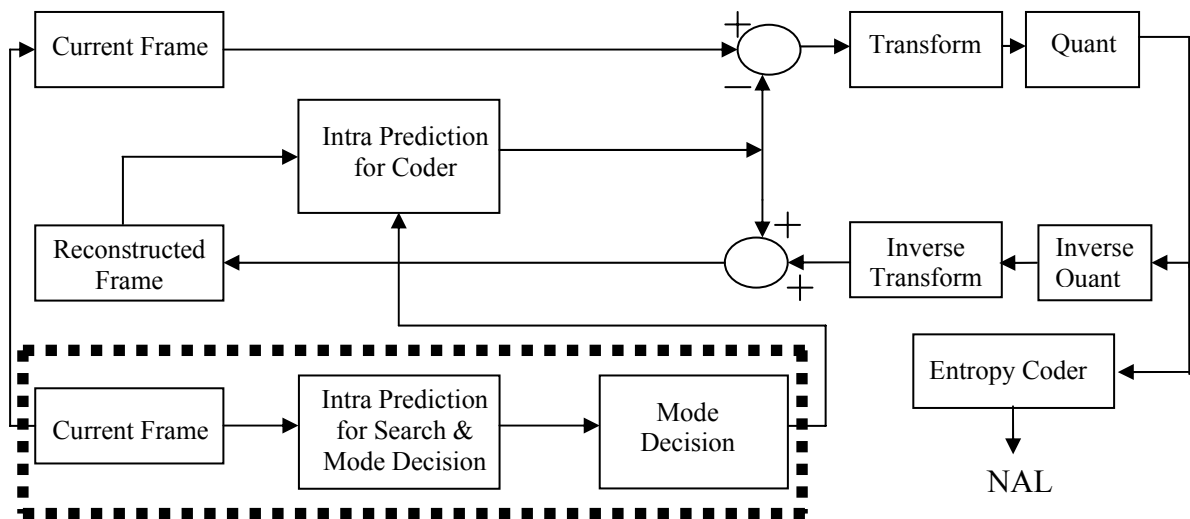 Current Frame
+
Transform
Quant
−
Intra Prediction
for Coder
+
Reconstructed
Frame
+
Inverse
Transform
Inverse
Ouant
Entropy Coder
NAL
Current Frame
Intra Prediction
for Search &
Mode Decision
Mode
Decision